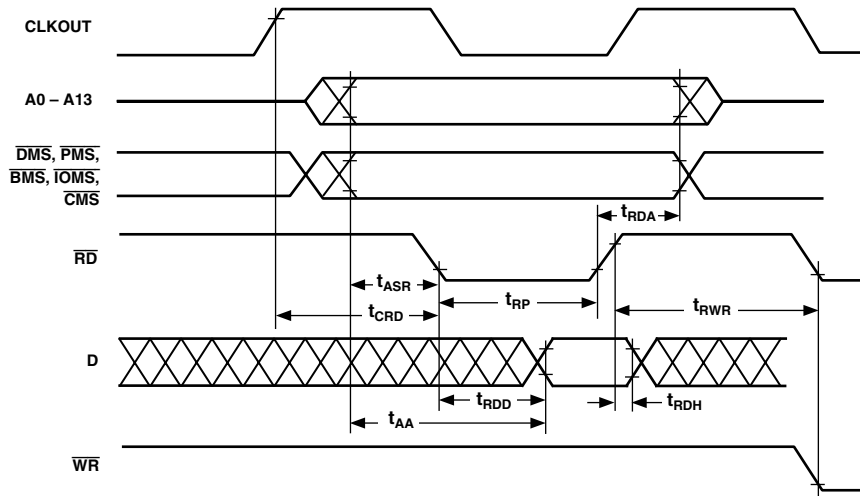 CLKOUT
A0 – A13
DMS, PMS,
BMS, IOMS,
CMS
tRDA
RD
tASR
tRP
tCRD
tRWR
D
tRDD
tRDH
tAA
WR